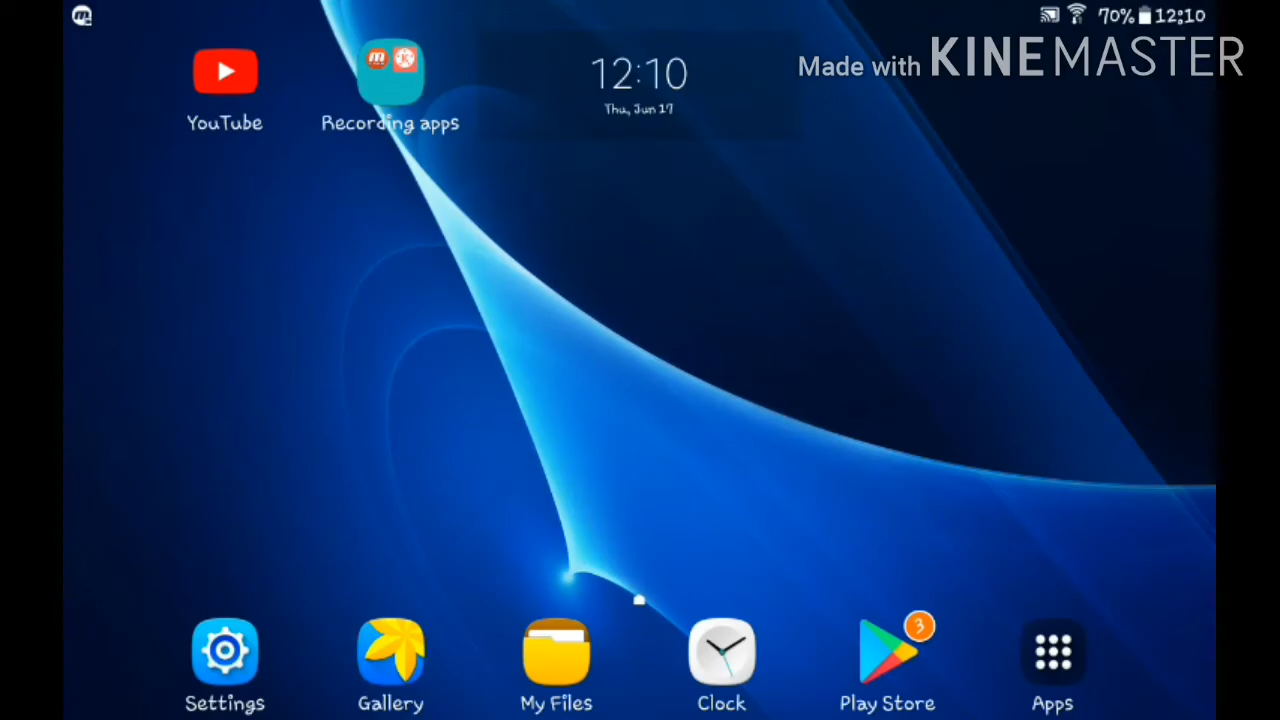 70% 12:10
Made with KINEMASTER
12:10
Thu, Jun 17
YouTube
Recording apps
3
Settings
Gallery
My Files
Clock
Play Store
Apps